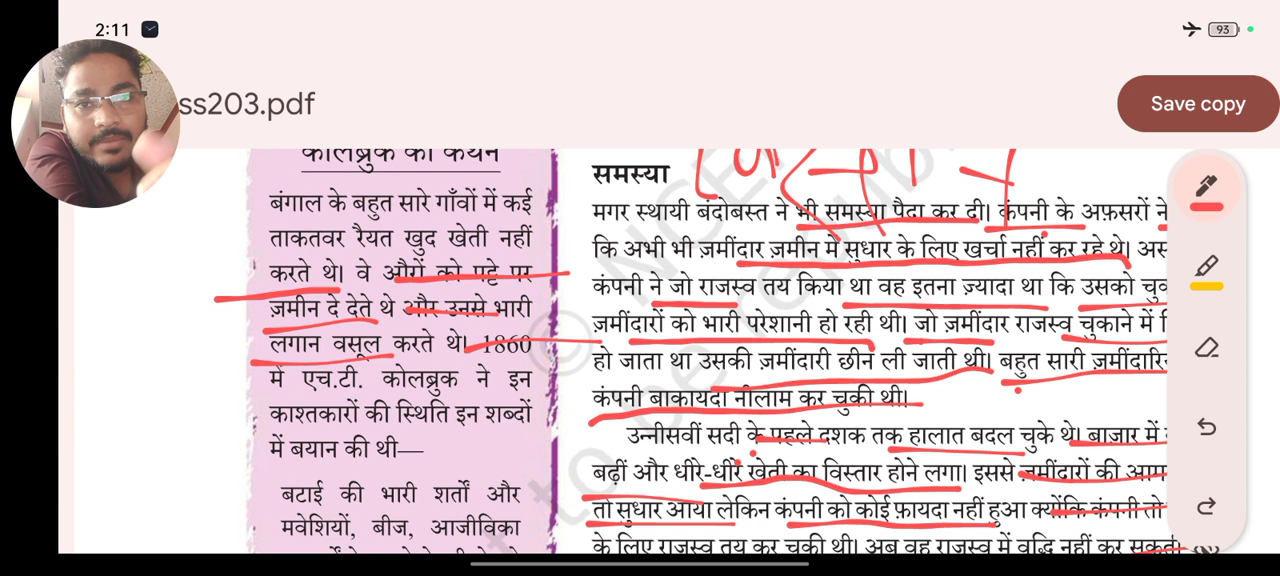 2:11
93
ss203.pdf
Save copy
कोलब्रुक का कथन
बंगाल के बहुत सारे गाँवों में कई
ताकतवर रैयत खुद खेती नहीं
करते थे। वे औरों को पट्टे पर
ज़मीन दे देते थे और उनसे भारी
लगान वसूल करते थे। 1860
में एच.टी. कोलब्रुक ने इन
काश्तकारों की स्थिति इन शब्दों
में बयान की थी—
बटाई की भारी शर्तों और
मवेशियों, बीज, आजीविका
समस्या
मगर स्थायी बंदोबस्त ने भी समस्या पैदा कर दी। कंपनी के अफ़सरों ने
कि अभी भी ज़मींदार ज़मीन में सुधार के लिए खर्चा नहीं कर रहे थे।
कंपनी ने जो राजस्व तय किया था वह इतना ज़्यादा था कि उसको
ज़मींदारों को भारी परेशानी हो रही थी। जो ज़मींदार राजस्व चुकाने में
हो जाता था उसकी ज़मींदारी छीन ली जाती थी। बहुत सारी
कंपनी बाकायदा नीलाम कर चुकी थी।
उन्नीसवीं सदी के पहले दशक तक हालात बदल चुके थे। बाजार में
बढ़ीं और धीरे-धीरे खेती का विस्तार होने लगा। इससे ज़मींदारों की
तो सुधार आया लेकिन कंपनी को कोई फ़ायदा नहीं हुआ क्योंकि कंपनी तो
के लिए राजस्व तय कर चुकी थी। अब वह राजस्व में वृद्धि नहीं कर सकती